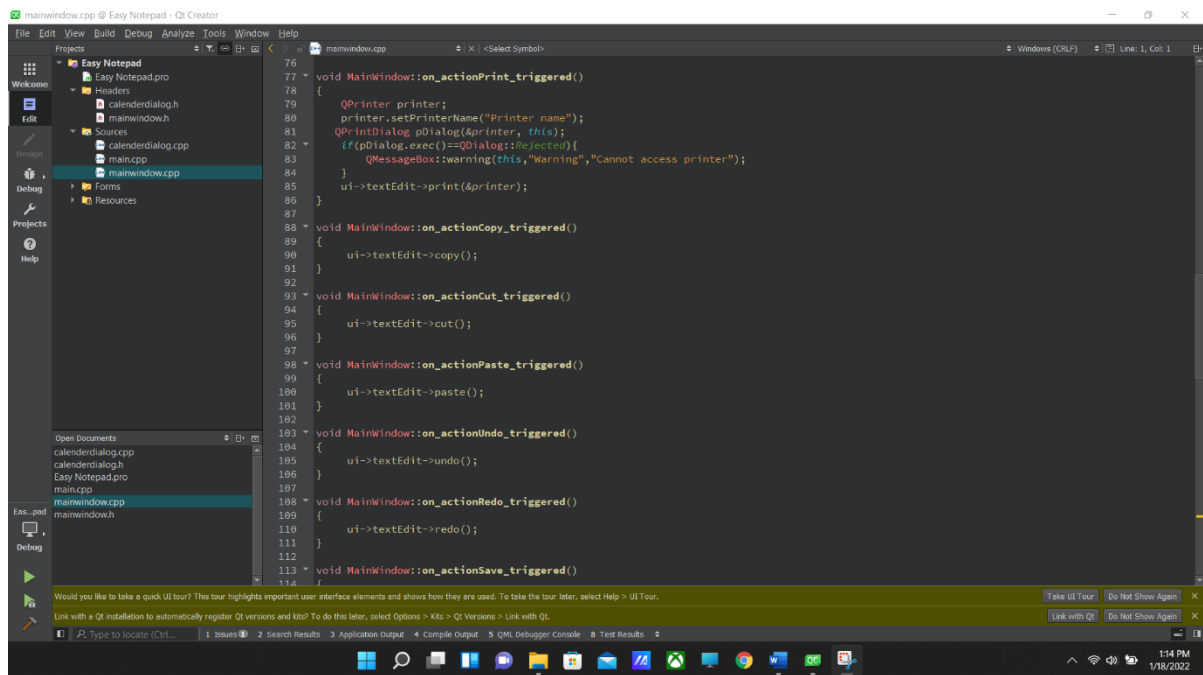 mainwindow.cpp @ Easy Notepad - Qt Creator
File Edit View Build Debug Analyze Tools Window Help
Projects
mainwindow.cpp
<Select Symbol>
Windows (CRLF)
Line: 1, Col: 1
Welcome
Edit
Design
Debug
Projects
Help
Easy Notepad
Easy Notepad.pro
Headers
calenderdialog.h
mainwindow.h
Sources
calenderdialog.cpp
main.cpp
mainwindow.cpp
Forms
Resources
Open Documents
calenderdialog.cpp
calenderdialog.h
Easy Notepad.pro
main.cpp
mainwindow.cpp
mainwindow.h
Eas...pad
Debug
76
77 void MainWindow::on_actionPrint_triggered()
78 {
79 QPrinter printer;
80 printer.setPrinterName("Printer name");
81 QPrintDialog pDialog(&printer, this);
82 if(pDialog.exec()==QDialog::Rejected){
83 QMessageBox::warning(this,"Warning","Cannot access printer");
84 }
85 ui->textEdit->print(&printer);
86 }
87
88 void MainWindow::on_actionCopy_triggered()
89 {
90 ui->textEdit->copy();
91 }
92
93 void MainWindow::on_actionCut_triggered()
94 {
95 ui->textEdit->cut();
96 }
97
98 void MainWindow::on_actionPaste_triggered()
99 {
100 ui->textEdit->paste();
101 }
102
103 void MainWindow::on_actionUndo_triggered()
104 {
105 ui->textEdit->undo();
106 }
107
108 void MainWindow::on_actionRedo_triggered()
109 {
110 ui->textEdit->redo();
111 }
112
113 void MainWindow::on_actionSave_triggered()
114 {
Would you like to take a quick UI tour? This tour highlights important user interface elements and shows how they are used. To take the tour later, select Help > UI Tour.
Take UI Tour
Do Not Show Again
Link with a Qt installation to automatically register Qt versions and kits? To do this later, select Options > Kits > Qt Versions > Link with Qt.
Link with Qt
Do Not Show Again
Type to locate (Ctrl...
1 Issues 1 2 Search Results 3 Application Output 4 Compile Output 5 QML Debugger Console 8 Test Results
1:14 PM
1/18/2022